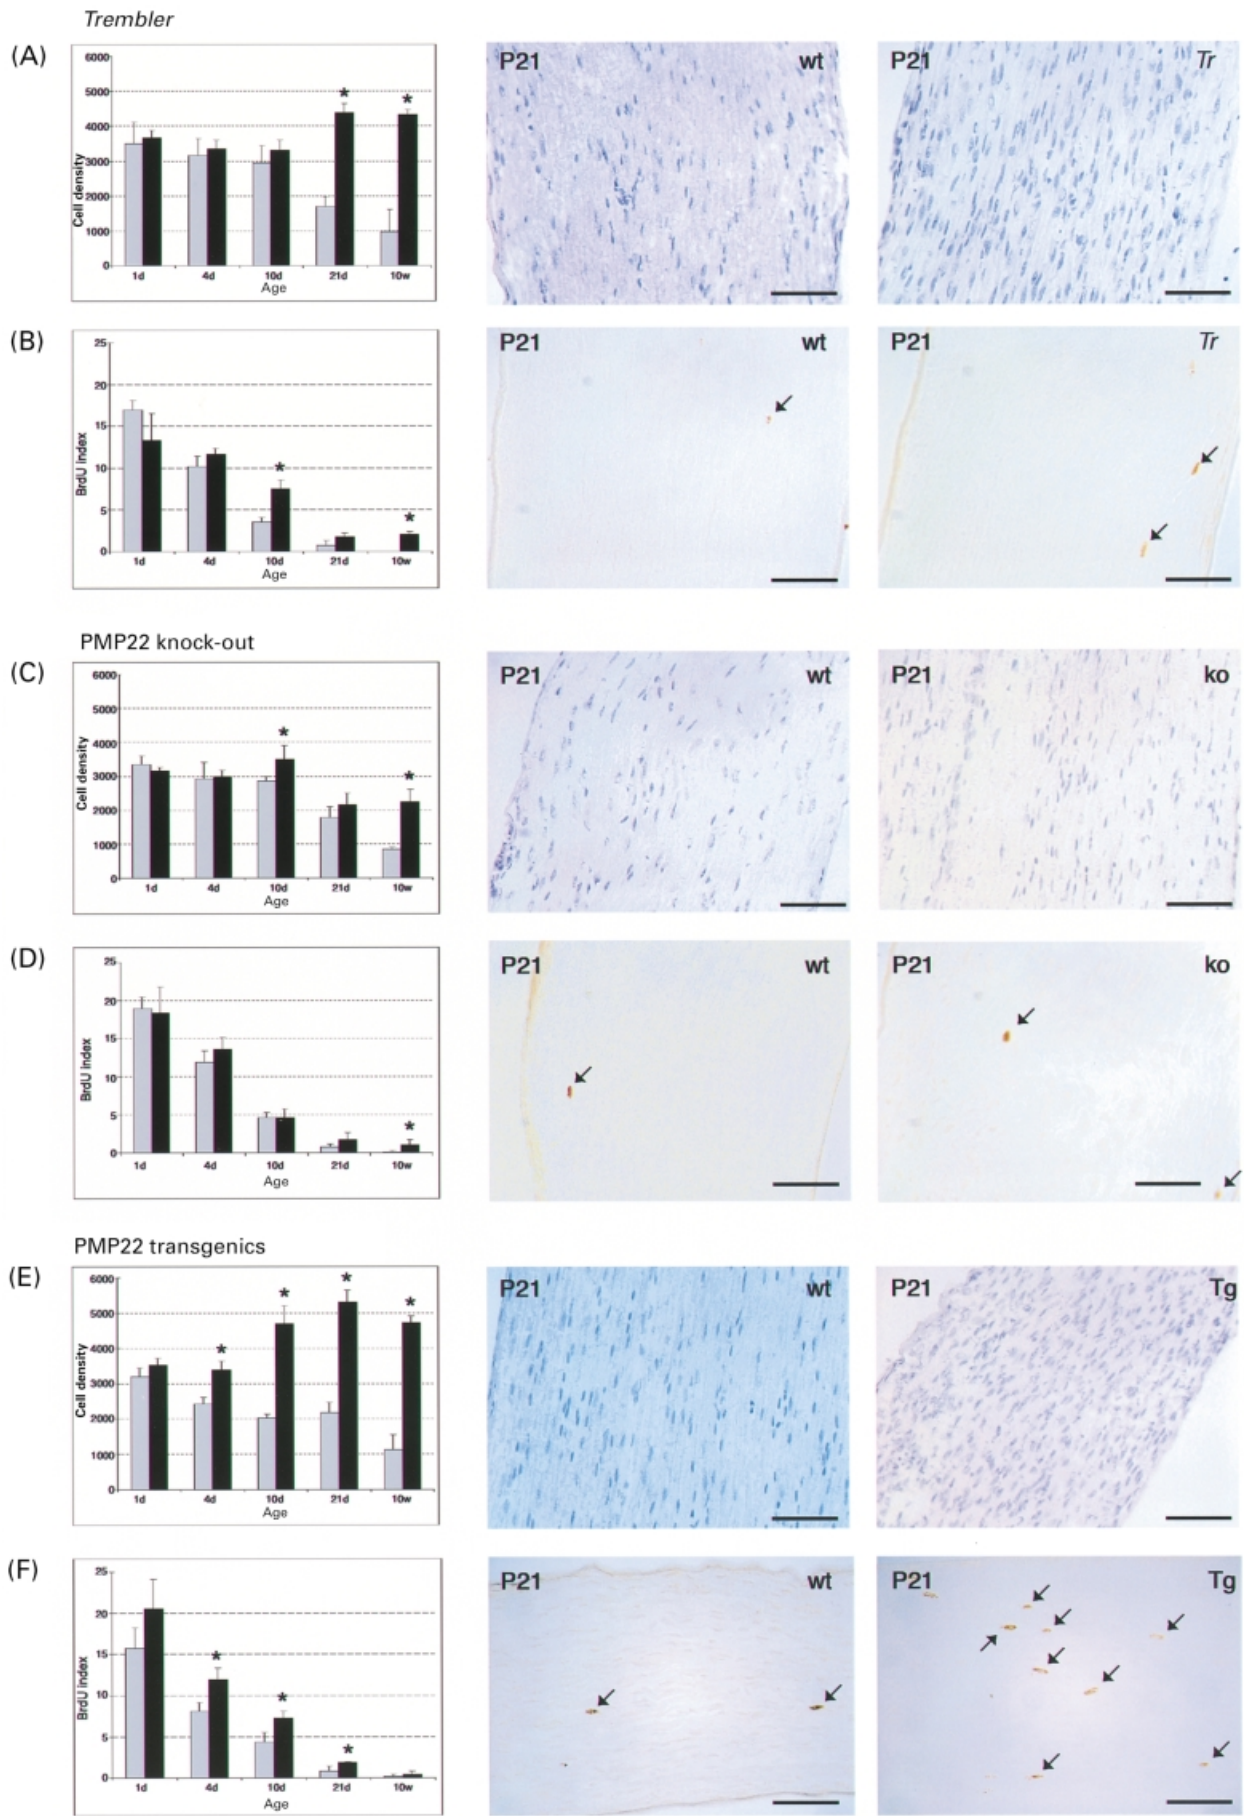 Trembler
(A)
6000
5000
4000
3000
2000
1000
0
Cell density
1d 4d 10d 21d 10w
Age
* *
P21 wt
P21 Tr
(B)
25
20
15
10
5
0
BrdU index
1d 4d 10d 21d 10w
Age
* *
P21 wt
P21 Tr
PMP22 knock-out
(C)
6000
5000
4000
3000
2000
1000
0
Cell density
1d 4d 10d 21d 10w
Age
* *
P21 wt
P21 ko
(D)
25
20
15
10
5
0
BrdU index
1d 4d 10d 21d 10w
Age
*
P21 wt
P21 ko
PMP22 transgenics
(E)
6000
5000
4000
3000
2000
1000
0
Cell density
1d 4d 10d 21d 10w
Age
* * * *
P21 wt
P21 Tg
(F)
25
20
15
10
5
0
BrdU index
1d 4d 10d 21d 10w
Age
* * *
P21 wt
P21 Tg